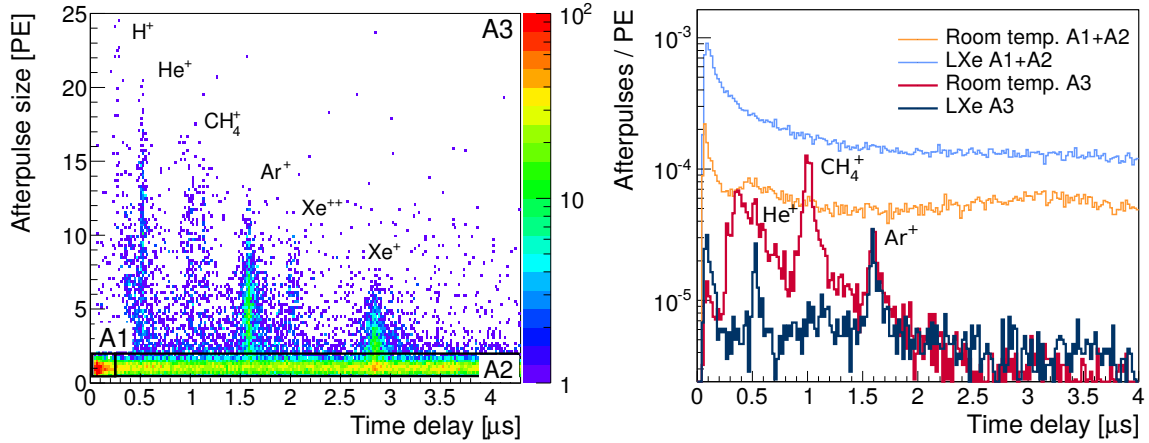 Afterpulse size [PE]
25
20
15
10
5
0
0 0.5 1 1.5 2 2.5 3 3.5 4
Time delay [μs]
A3
A1
A2
H⁺
He⁺
CH₄⁺
Ar⁺
Xe⁺⁺
Xe⁺
10²
10
1
Afterpulses / PE
10⁻³
10⁻⁴
10⁻⁵
0 0.5 1 1.5 2 2.5 3 3.5 4
Time delay [μs]
Room temp. A1+A2
LXe A1+A2
Room temp. A3
LXe A3
CH₄⁺
He⁺
Ar⁺